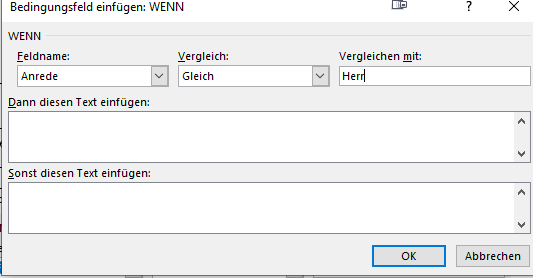 Bedingungsfeld einfügen: WENN
WENN
Feldname: Vergleich: Vergleichen mit:
Anrede Gleich Herr
Dann diesen Text einfügen:
Sonst diesen Text einfügen:
OK Abbrechen